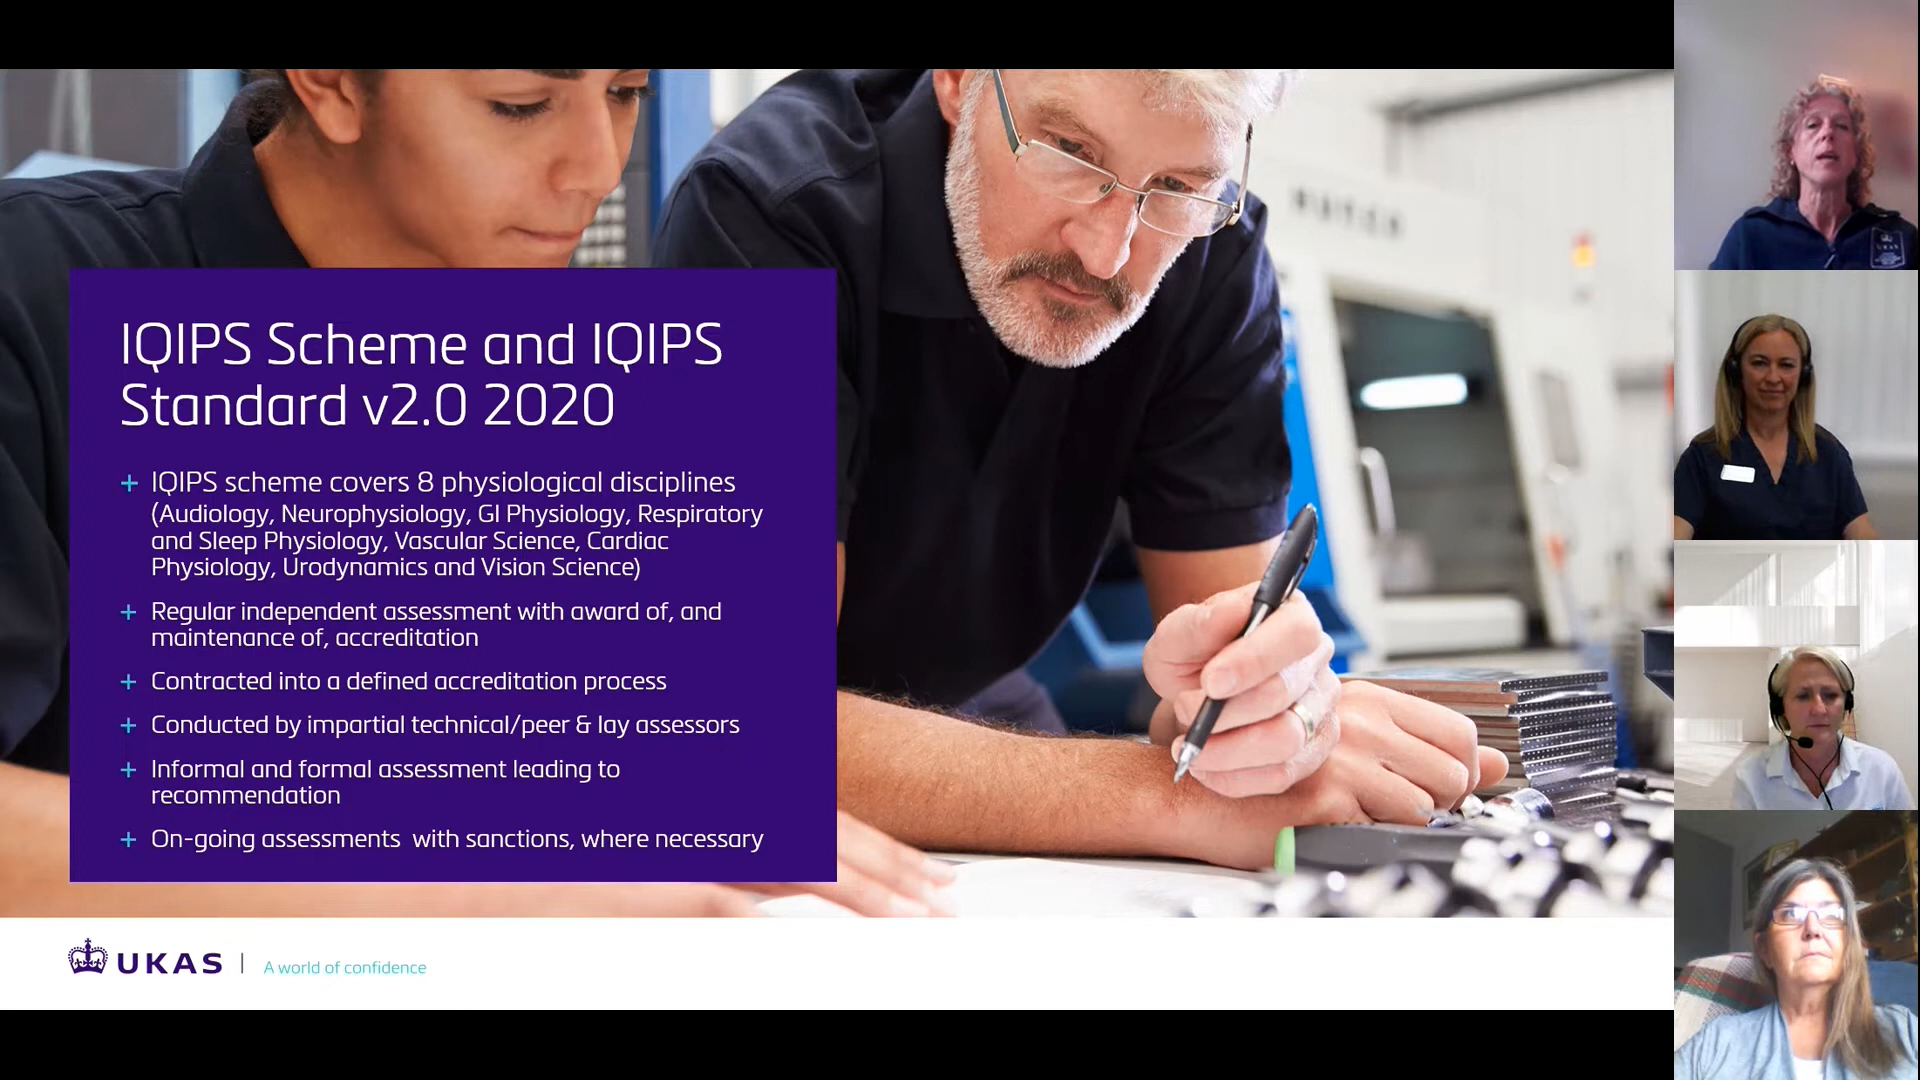 IQIPS Scheme and IQIPS
Standard v2.0 2020
+ IQIPS scheme covers 8 physiological disciplines
(Audiology, Neurophysiology, GI Physiology, Respiratory
and Sleep Physiology, Vascular Science, Cardiac
Physiology, Urodynamics and Vision Science)
+ Regular independent assessment with award of, and
maintenance of, accreditation
+ Contracted into a defined accreditation process
+ Conducted by impartial technical/peer & lay assessors
+ Informal and formal assessment leading to
recommendation
+ On-going assessments  with sanctions, where necessary
UKAS | A world of confidence
UKAS